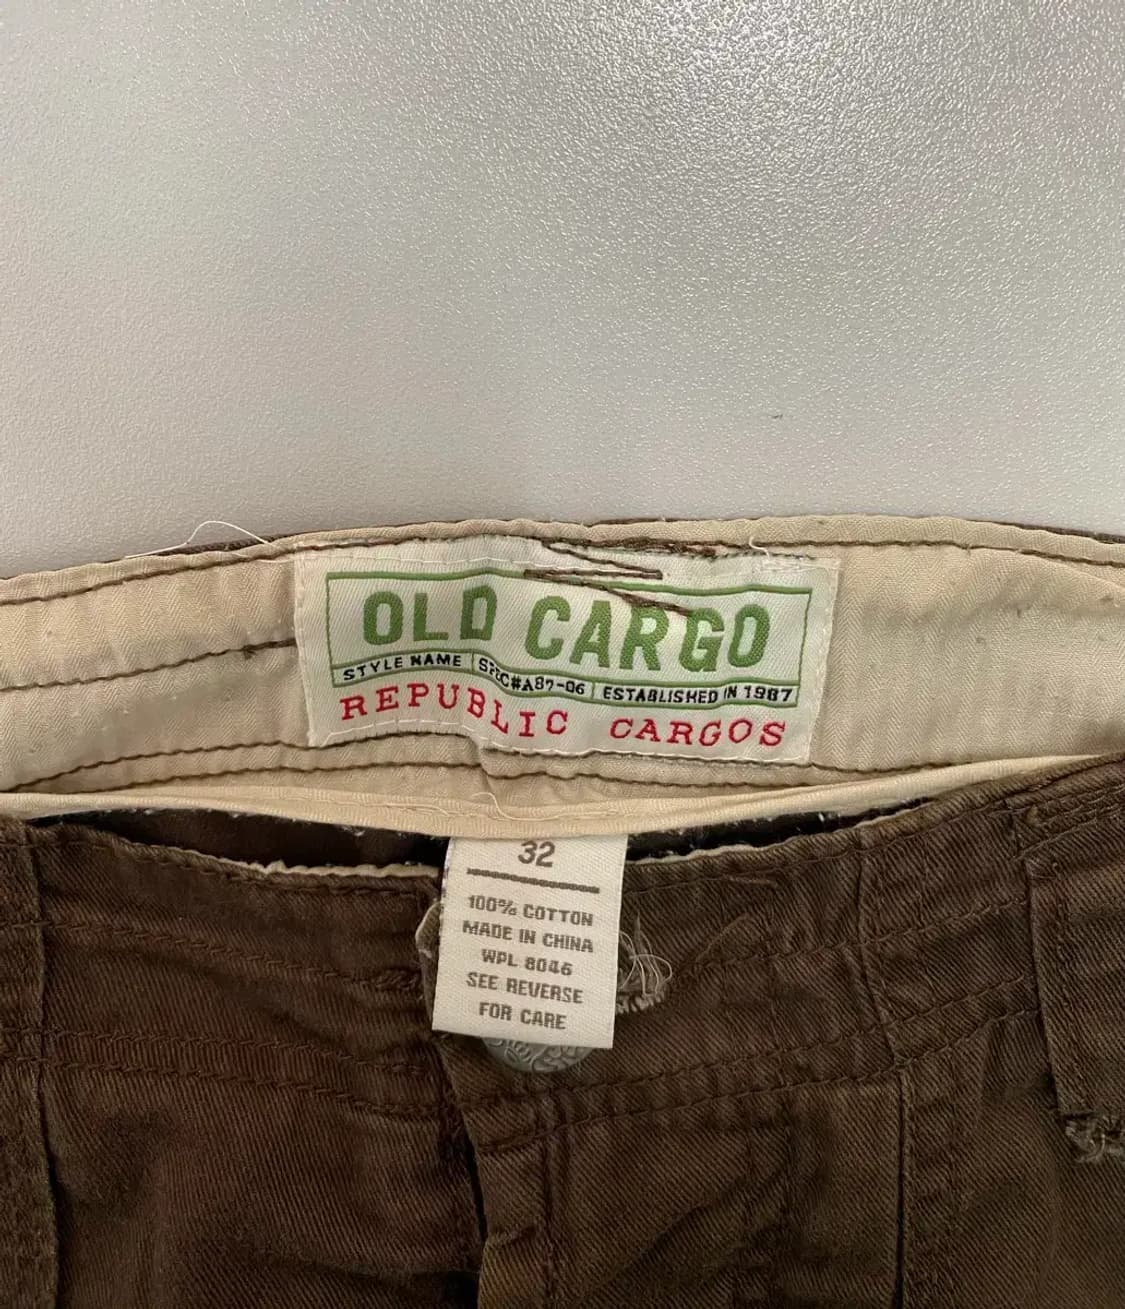 OLD CARGO
STYLE NAME SPEC#A87-06 ESTABLISHED IN 1987
REPUBLIC CARGOS
32
100% COTTON
MADE IN CHINA
WPL 8046
SEE REVERSE
FOR CARE